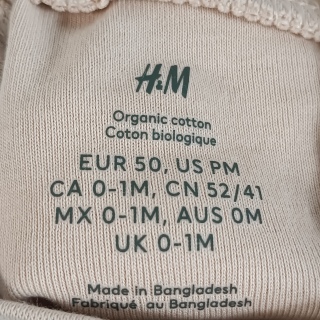 H&M
Organic cotton
Coton biologique
EUR 50, US PM
CA 0-1M, CN 52/41
MX 0-1M, AUS 0M
UK 0-1M
Made in Bangladesh
Fabriqué au Bangladesh